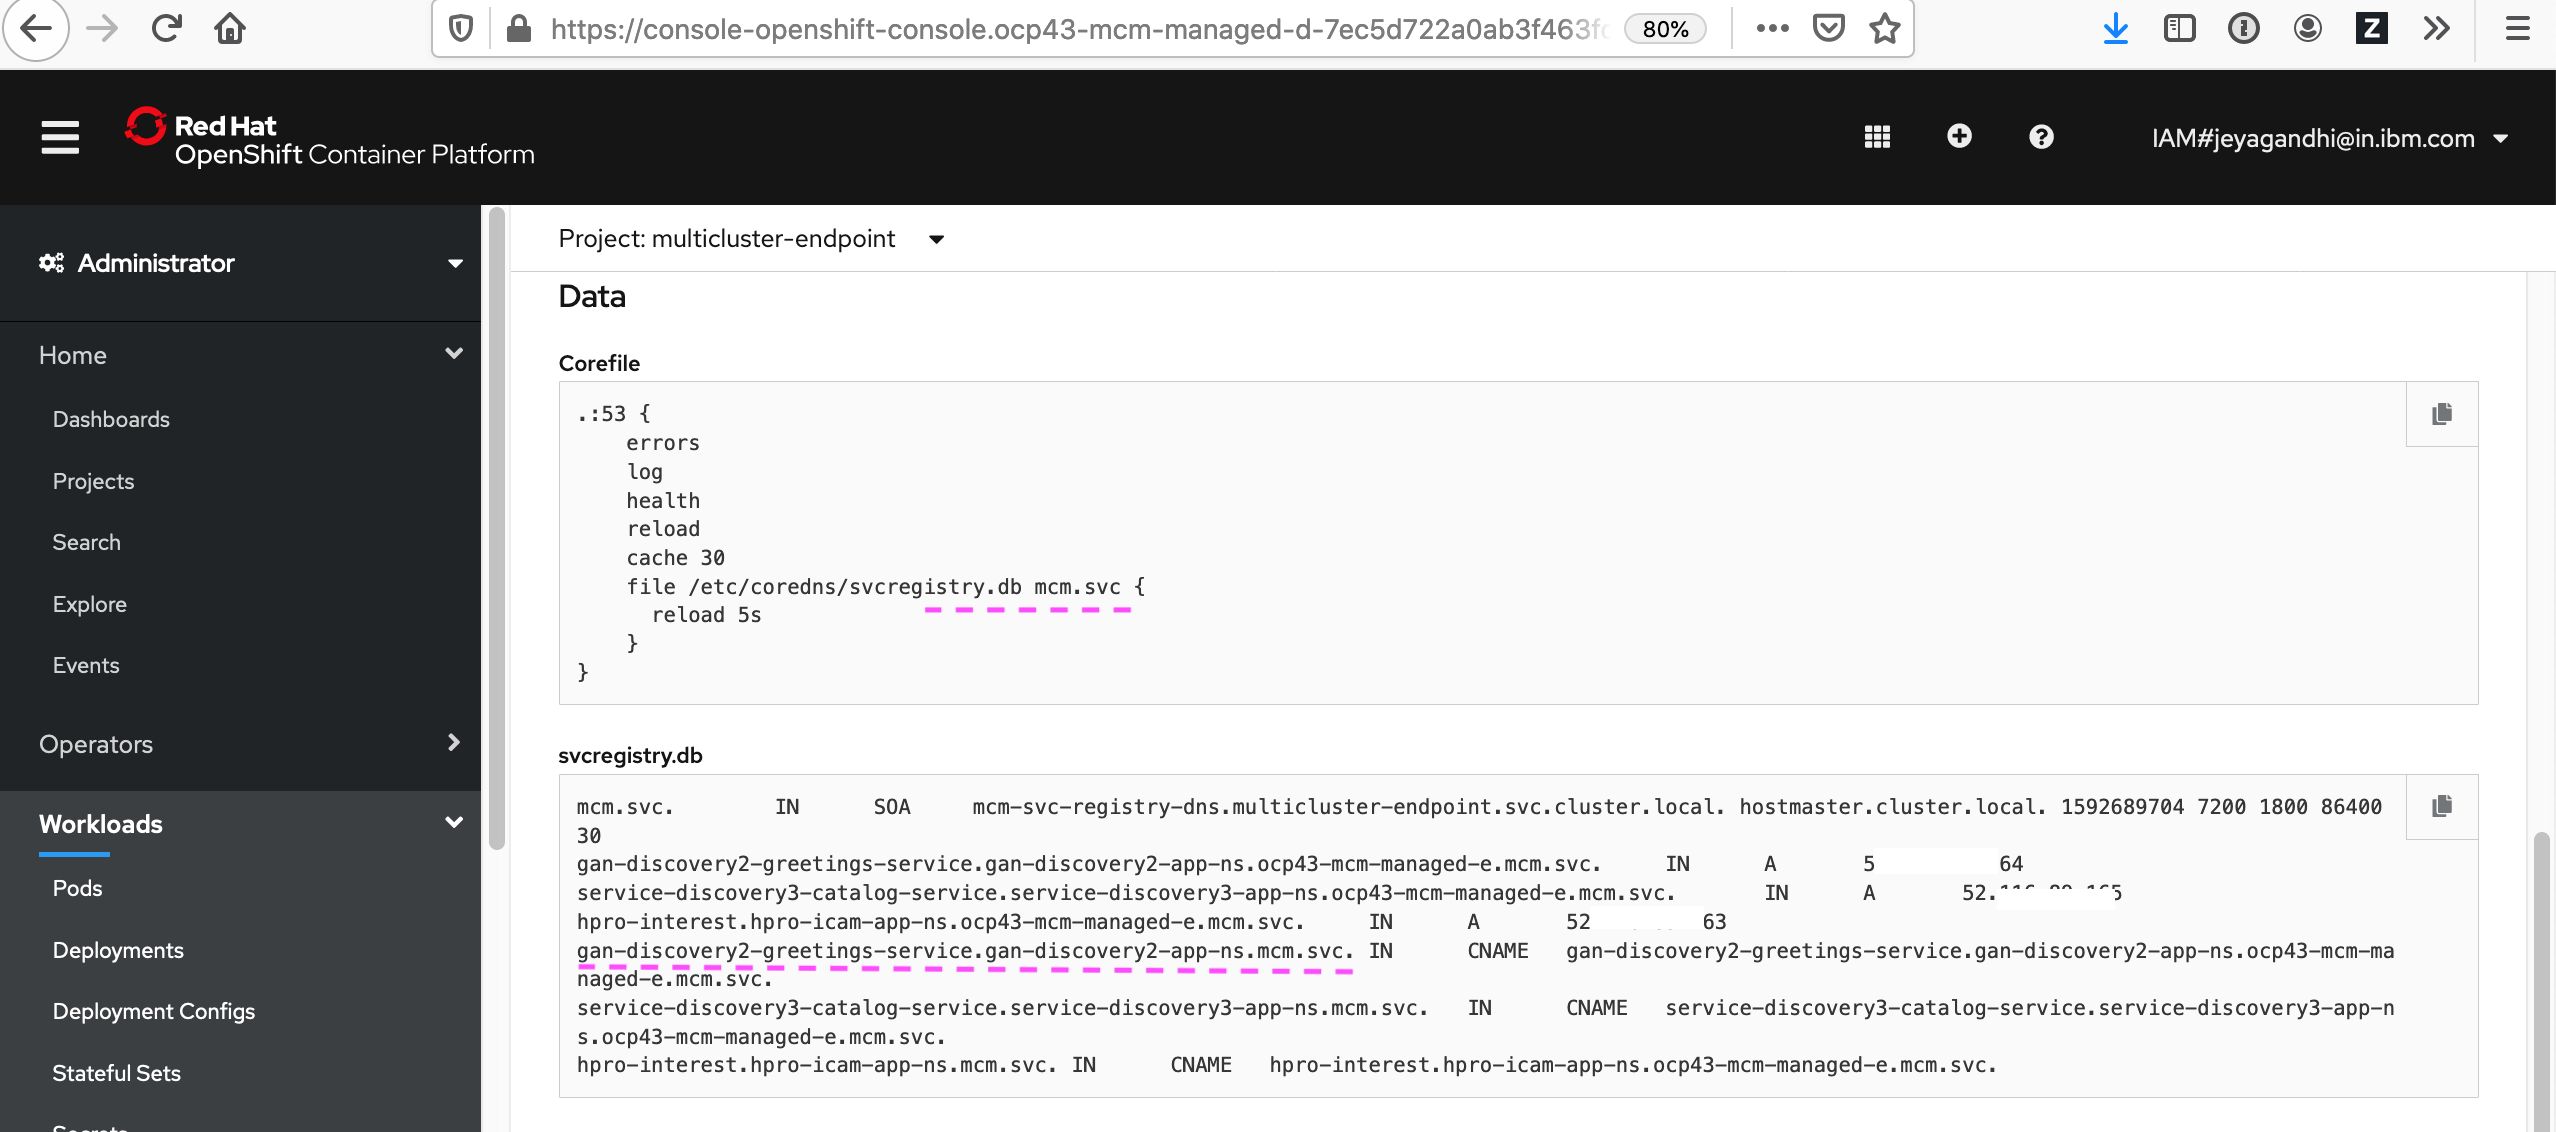 https://console-openshift-console.ocp43-mcm-managed-d-7ec5d722a0ab3f463f
80%
Z
Red Hat
OpenShift Container Platform
IAM#jeyagandhi@in.ibm.com
Administrator
Home
Dashboards
Projects
Search
Explore
Events
Operators
Workloads
Pods
Deployments
Deployment Configs
Stateful Sets
Secrets
Project: multicluster-endpoint
Data
Corefile
.:53 {
errors
log
health
reload
cache 30
file /etc/coredns/svcregistry.db mcm.svc {
reload 5s
}
}
svcregistry.db
mcm.svc. IN SOA mcm-svc-registry-dns.multicluster-endpoint.svc.cluster.local. hostmaster.cluster.local. 1592689704 7200 1800 86400
30
gan-discovery2-greetings-service.gan-discovery2-app-ns.ocp43-mcm-managed-e.mcm.svc. IN A 5 64
service-discovery3-catalog-service.service-discovery3-app-ns.ocp43-mcm-managed-e.mcm.svc. IN A 52.
hpro-interest.hpro-icam-app-ns.ocp43-mcm-managed-e.mcm.svc. IN A 52 63
gan-discovery2-greetings-service.gan-discovery2-app-ns.mcm.svc. IN CNAME gan-discovery2-greetings-service.gan-discovery2-app-ns.ocp43-mcm-ma
naged-e.mcm.svc.
service-discovery3-catalog-service.service-discovery3-app-ns.mcm.svc. IN CNAME service-discovery3-catalog-service.service-discovery3-app-n
s.ocp43-mcm-managed-e.mcm.svc.
hpro-interest.hpro-icam-app-ns.mcm.svc. IN CNAME hpro-interest.hpro-icam-app-ns.ocp43-mcm-managed-e.mcm.svc.